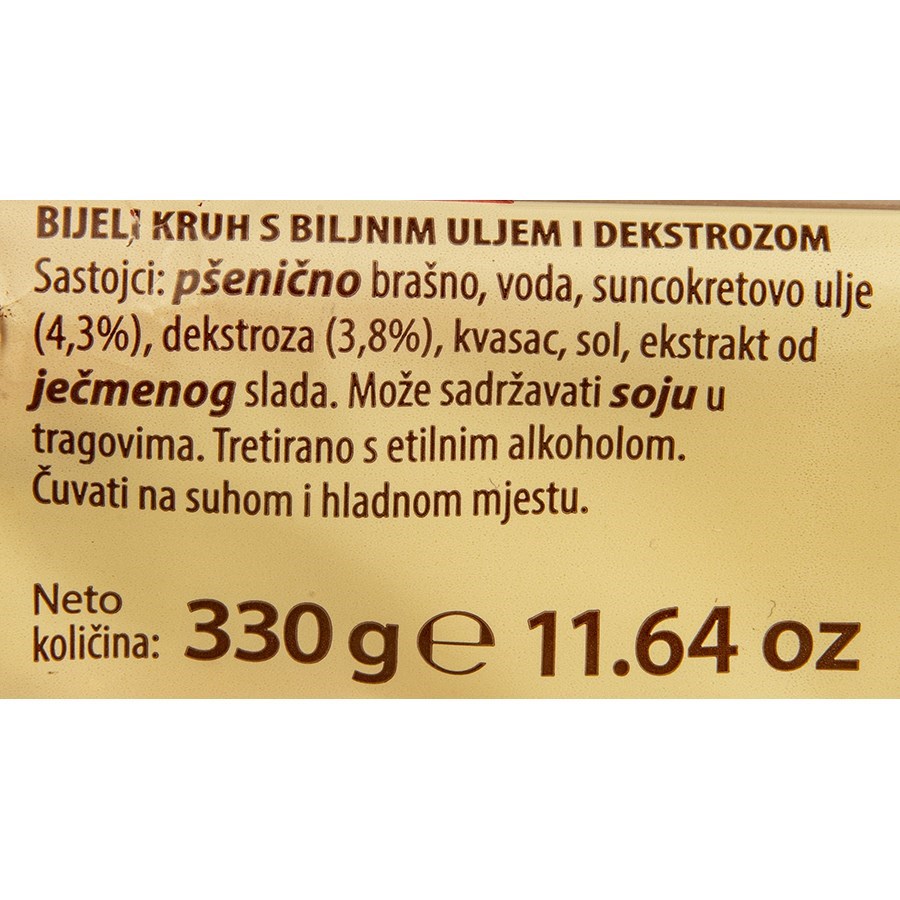 BIJELI KRUH S BILJNIM ULJEM I DEKSTROZOM
Sastojci: pšenično brašno, voda, suncokretovo ulje
(4,3%), dekstroza (3,8%), kvasac, sol, ekstrakt od
ječmenog slada. Može sadržavati soju u
tragovima. Tretirano s etilnim alkoholom.
Čuvati na suhom i hladnom mjestu.
Neto
količina: 330 g ℮ 11.64 oz